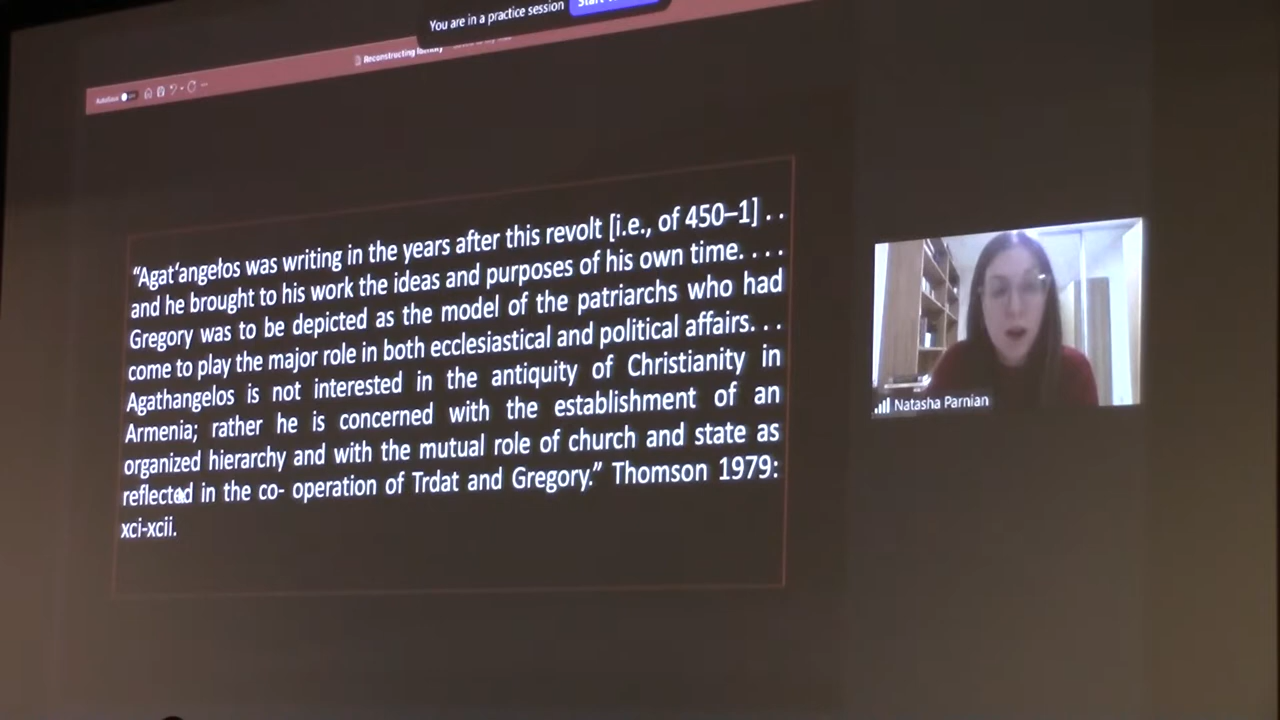 You are in a practice session
Start
AutoSave
Reconstructing
“Agat‘angełos was writing in the years after this revolt [i.e., of 450–1] . .
and he brought to his work the ideas and purposes of his own time. . . .
Gregory was to be depicted as the model of the patriarchs who had
come to play the major role in both ecclesiastical and political affairs. . .
Agathangelos is not interested in the antiquity of Christianity in
Armenia; rather he is concerned with the establishment of an
organized hierarchy and with the mutual role of church and state as
reflected in the co- operation of Trdat and Gregory.” Thomson 1979:
xci-xcii.
Natasha Parnian